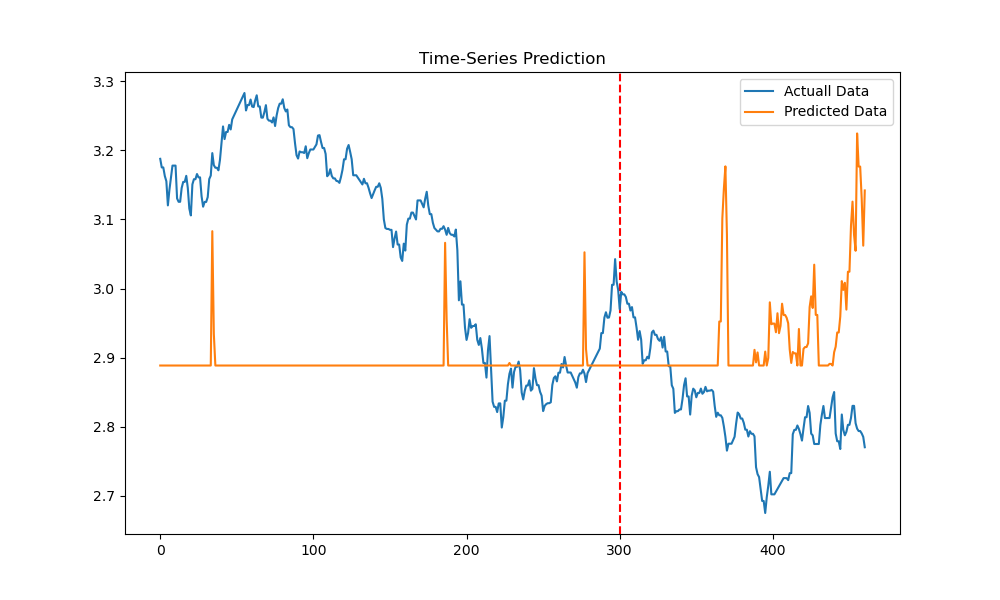 Time-Series Prediction
Actuall Data
Predicted Data
3.3
3.2
3.1
3.0
2.9
2.8
2.7
0 100 200 300 400